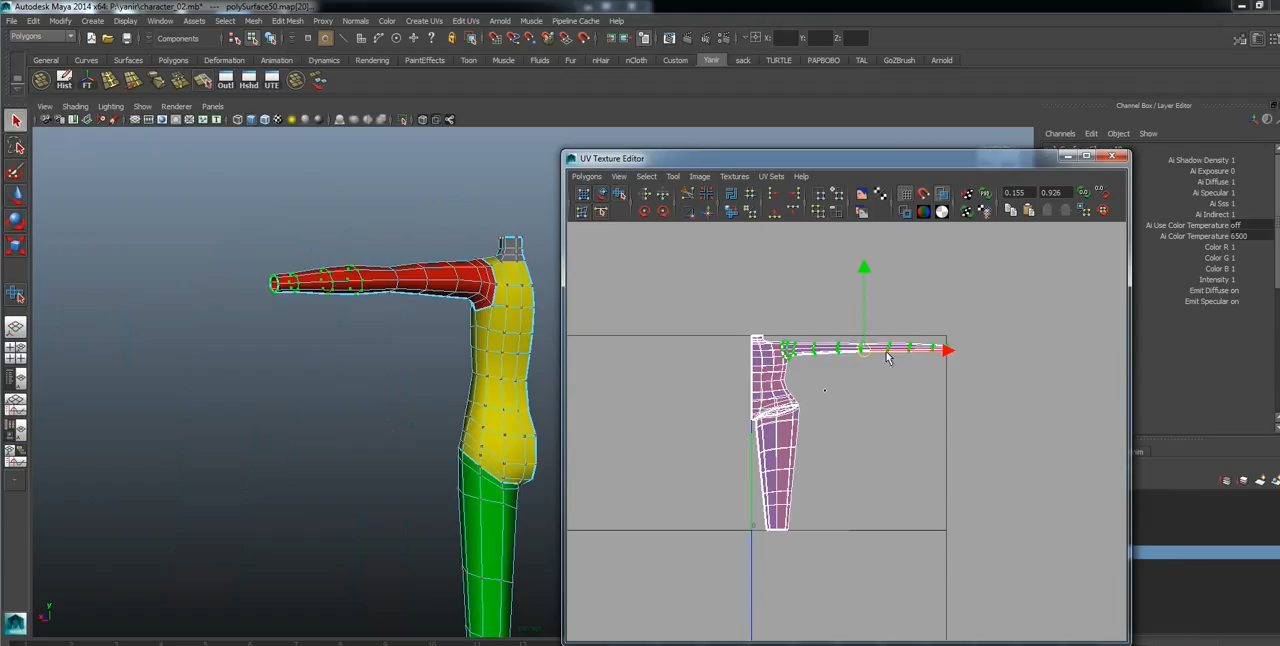 Autodesk Maya 2014 x64: P:\yanir\character_02.mb* --- polySurface50.map[20]...
File Edit Modify Create Display Window Assets Select Mesh Edit Mesh Proxy Normals Color Create UVs Edit UVs Arnold Muscle Pipeline Cache Help
Polygons Components X: Y: Z:
General Curves Surfaces Polygons Deformation Animation Dynamics Rendering PaintEffects Toon Muscle Fluids Fur nHair nCloth Custom Yanir sack TURTLE PAPBOBO TAL GoZBrush Arnold
Hist FT Outl Hshd UTE
View Shading Lighting Show Renderer Panels
Channel Box / Layer Editor
Channels Edit Object Show
Ai Shadow Density 1
Ai Exposure 0
Ai Diffuse 1
Ai Specular 1
Ai Sss 1
Ai Indirect 1
Ai Use Color Temperature off
Ai Color Temperature 6500
Color R 1
Color G 1
Color B 1
Intensity 1
Emit Diffuse on
Emit Specular on
UV Texture Editor
Polygons View Select Tool Image Textures UV Sets Help
0.155 0.926
y